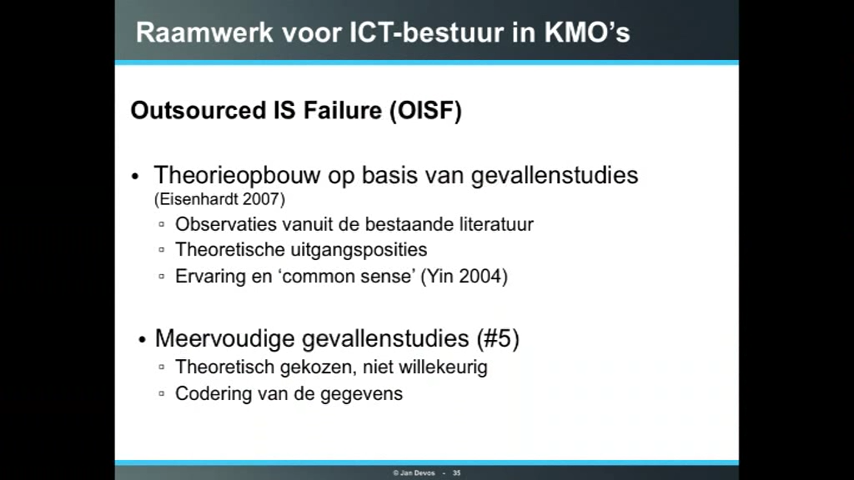 Raamwerk voor ICT-bestuur in KMO's
Outsourced IS Failure (OISF)
• Theorieopbouw op basis van gevallenstudies
(Eisenhardt 2007)
▫ Observaties vanuit de bestaande literatuur
▫ Theoretische uitgangsposities
▫ Ervaring en 'common sense' (Yin 2004)
• Meervoudige gevallenstudies (#5)
▫ Theoretisch gekozen, niet willekeurig
▫ Codering van de gegevens
© Jan Devos - 35